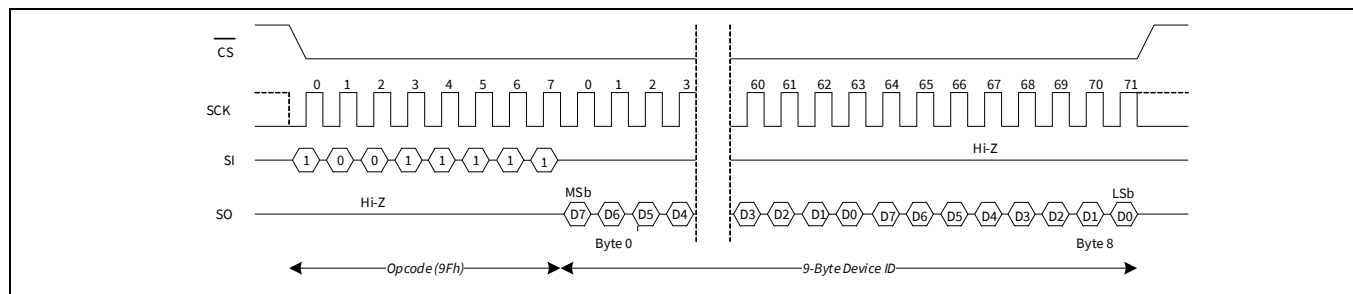 CS
0 1 2 3 4 5 6 7 0 1 2 3 60 61 62 63 64 65 66 67 68 69 70 71
SCK
Hi-Z
SI 1 0 0 1 1 1 1 1
MSb LSb
Hi-Z
SO D7 D6 D5 D4 D3 D2 D1 D0 D7 D6 D5 D4 D3 D2 D1 D0
Byte 0 Byte 8
Opcode (9Fh) 9-Byte Device ID